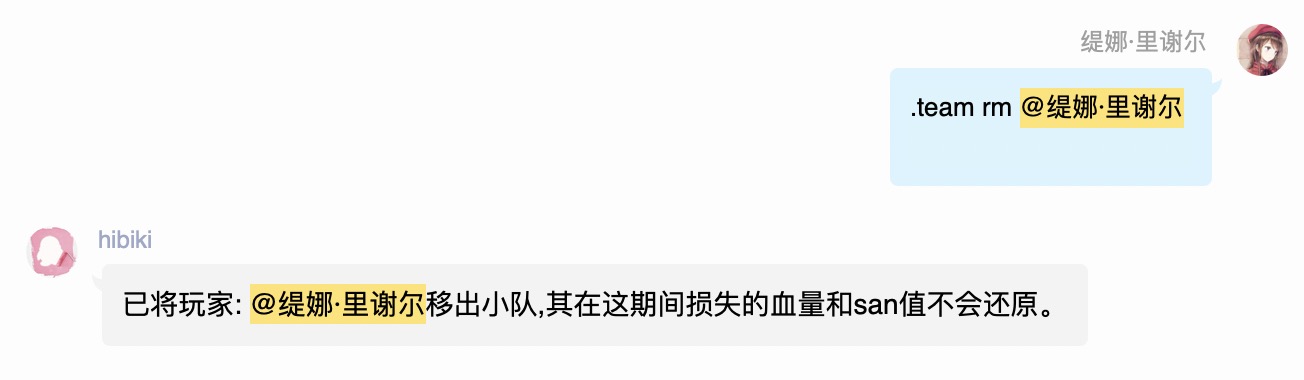 缇娜·里谢尔
.team rm @缇娜·里谢尔
hibiki
已将玩家: @缇娜·里谢尔移出小队,其在这期间损失的血量和san值不会还原。